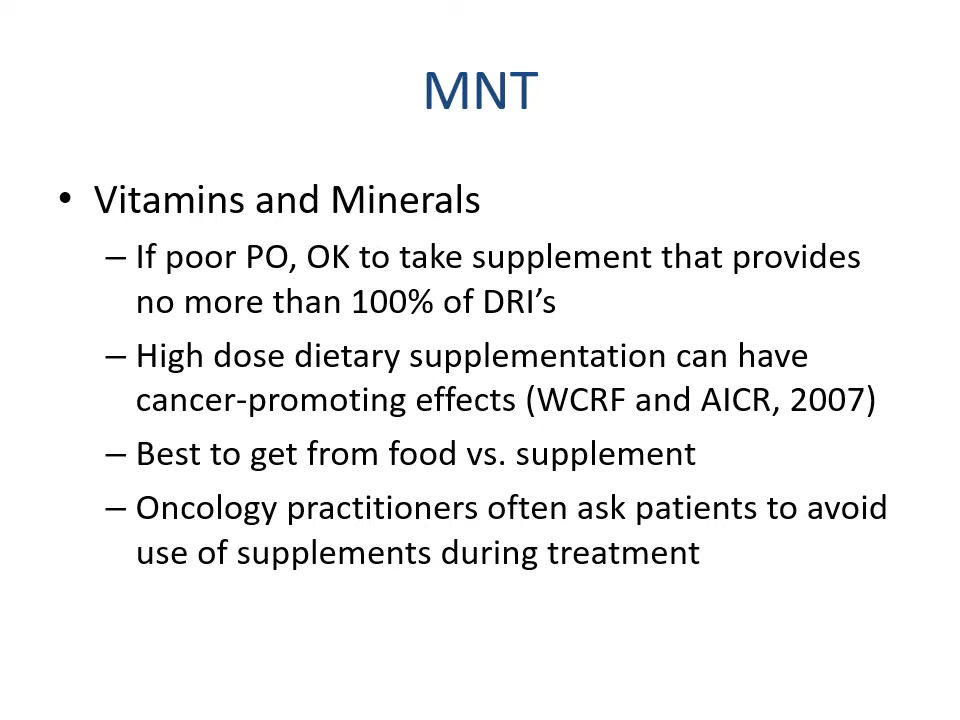 MNT
• Vitamins and Minerals
– If poor PO, OK to take supplement that provides
no more than 100% of DRI’s
– High dose dietary supplementation can have
cancer-promoting effects (WCRF and AICR, 2007)
– Best to get from food vs. supplement
– Oncology practitioners often ask patients to avoid
use of supplements during treatment